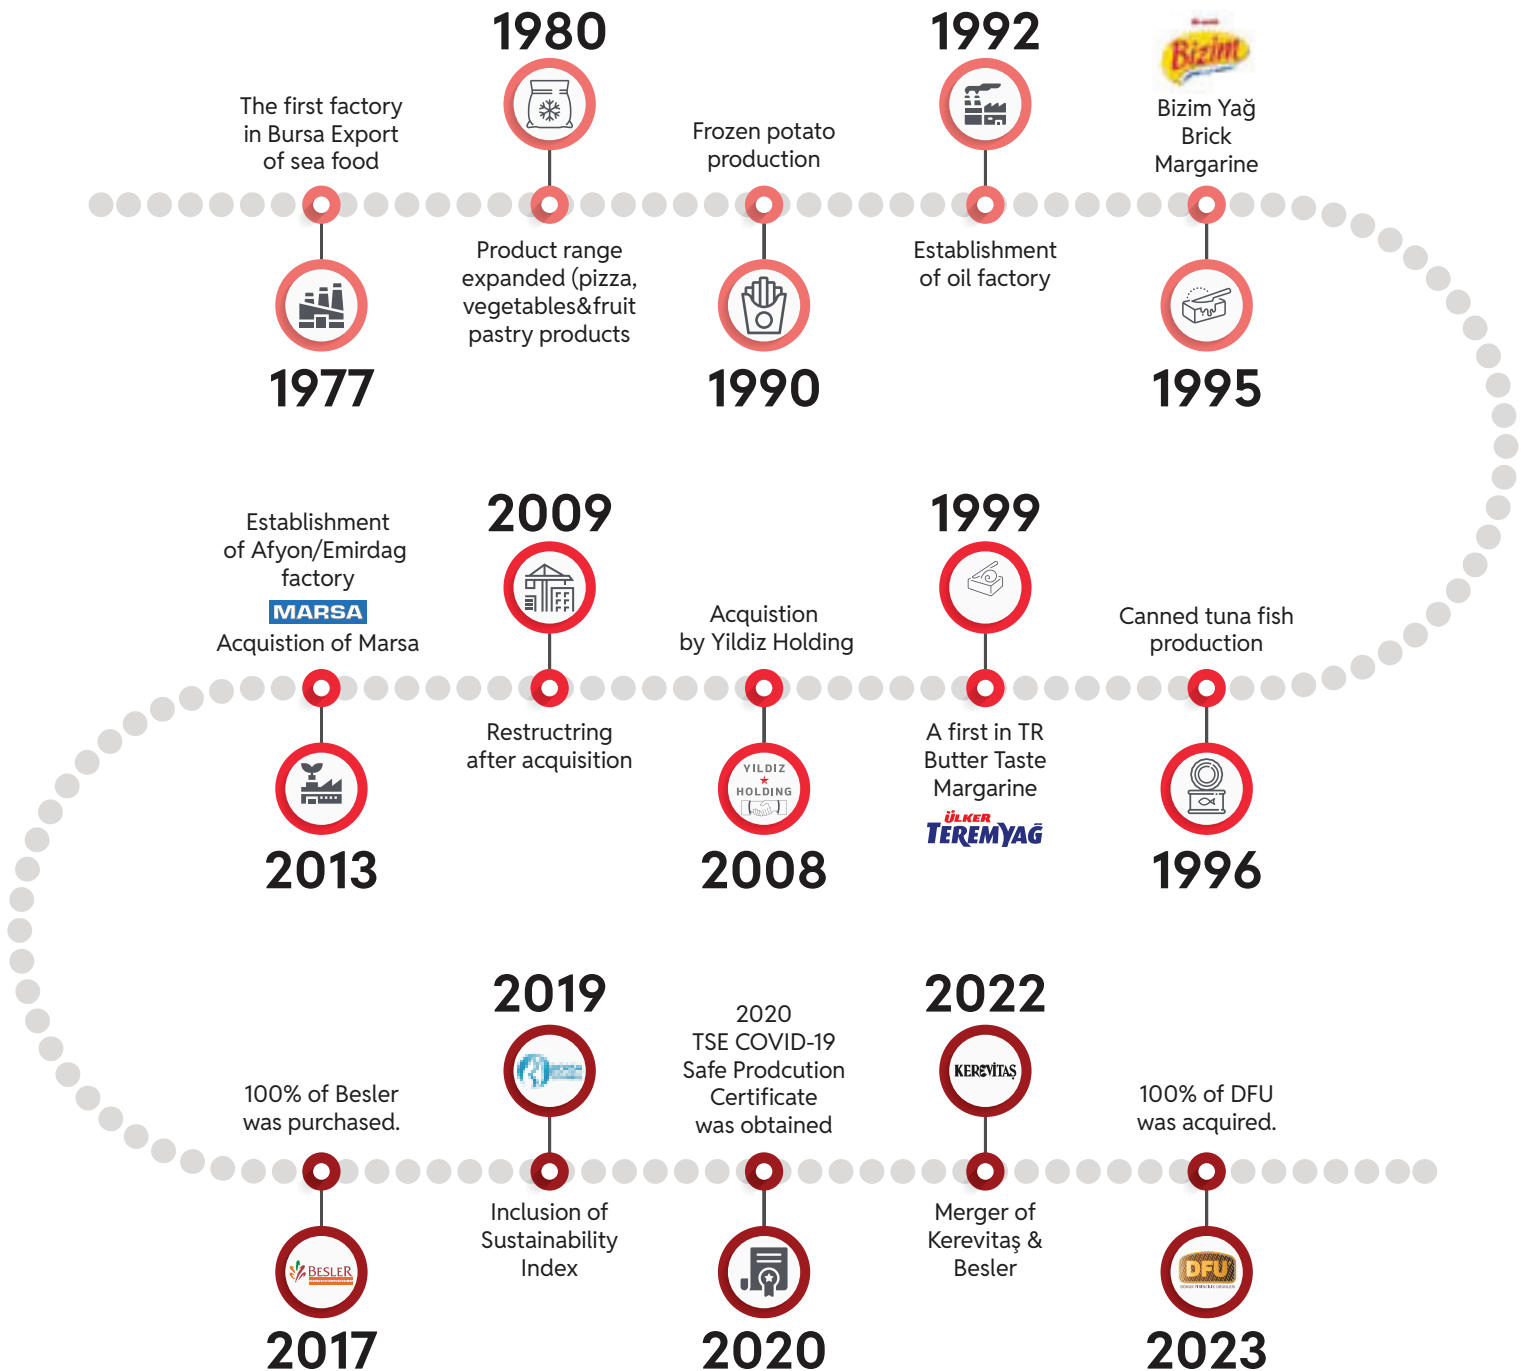 1980
1992
Bizim
The first factory
in Bursa Export
of sea food
Frozen potato
production
Bizim Yağ
Brick
Margarine
Product range
expanded (pizza,
vegetables&fruit
pastry products
Establishment
of oil factory
1977
1990
1995
2009
1999
Establishment
of Afyon/Emirdag
factory
MARSA
Acquistion of Marsa
Acquistion
by Yildiz Holding
Canned tuna fish
production
Restructring
after acquisition
A first in TR
Butter Taste
Margarine
ÜLKER
TEREMYAĞ
YILDIZ
HOLDING
2013
2008
1996
2019
2022
2020
TSE COVID-19
Safe Prodcution
Certificate
was obtained
KEREVİTAŞ
100% of Besler
was purchased.
100% of DFU
was acquired.
Inclusion of
Sustainability
Index
Merger of
Kerevitaş &
Besler
BESLER
DFU
2017
2020
2023